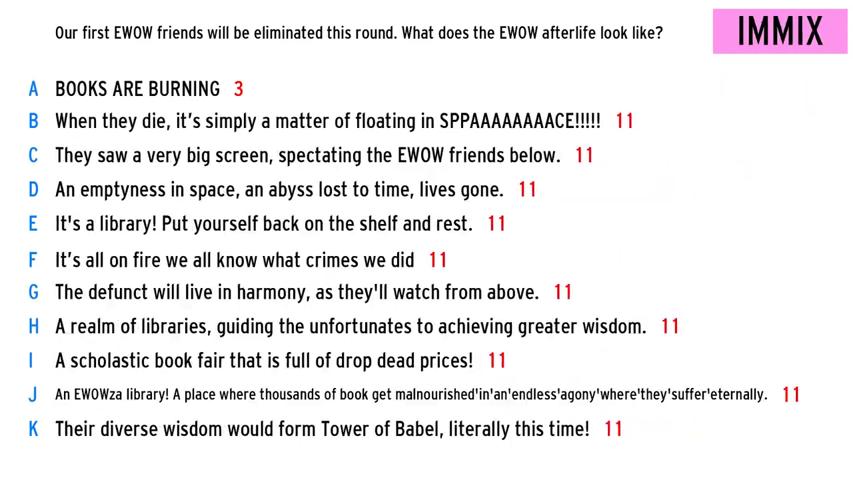 Our first EWOW friends will be eliminated this round. What does the EWOW afterlife look like?
IMMIX
A BOOKS ARE BURNING 3
B When they die, it's simply a matter of floating in SPPAAAAAAAACE!!!!! 11
C They saw a very big screen, spectating the EWOW friends below. 11
D An emptyness in space, an abyss lost to time, lives gone. 11
E It's a library! Put yourself back on the shelf and rest. 11
F It's all on fire we all know what crimes we did 11
G The defunct will live in harmony, as they'll watch from above. 11
H A realm of libraries, guiding the unfortunates to achieving greater wisdom. 11
I A scholastic book fair that is full of drop dead prices! 11
J An EWOWza library! A place where thousands of book get malnourished'in'an'endless'agony'where'they'suffer'eternally. 11
K Their diverse wisdom would form Tower of Babel, literally this time! 11